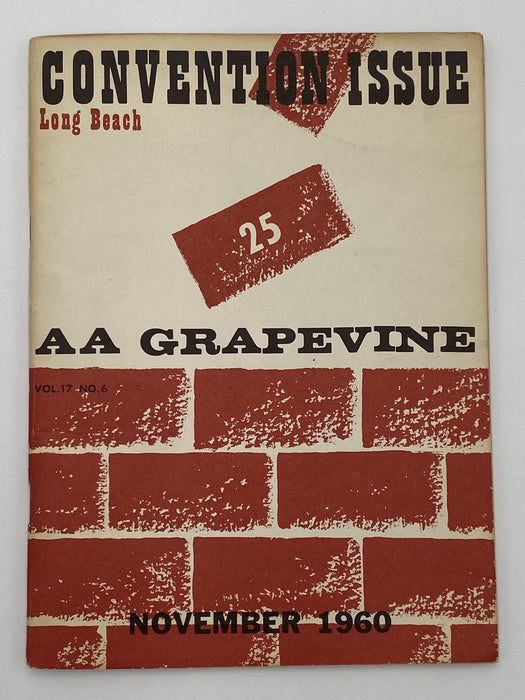 CONVENTION ISSUE
Long Beach
25
AA GRAPEVINE
VOL.17 NO.6
NOVEMBER 1960